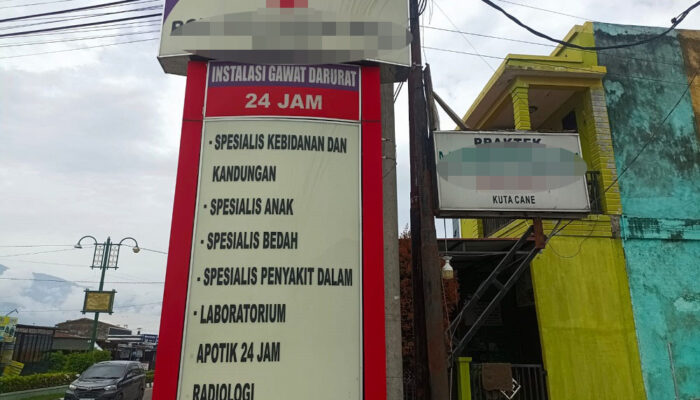 INSTALASI GAWAT DARURAT
24 JAM
- SPESIALIS KEBIDANAN DAN
KANDUNGAN
- SPESIALIS ANAK
- SPESIALIS BEDAH
- SPESIALIS PENYAKIT DALAM
- LABORATORIUM
APOTIK 24 JAM
RADIOLOGI
PRAKTEK
KUTA CANE